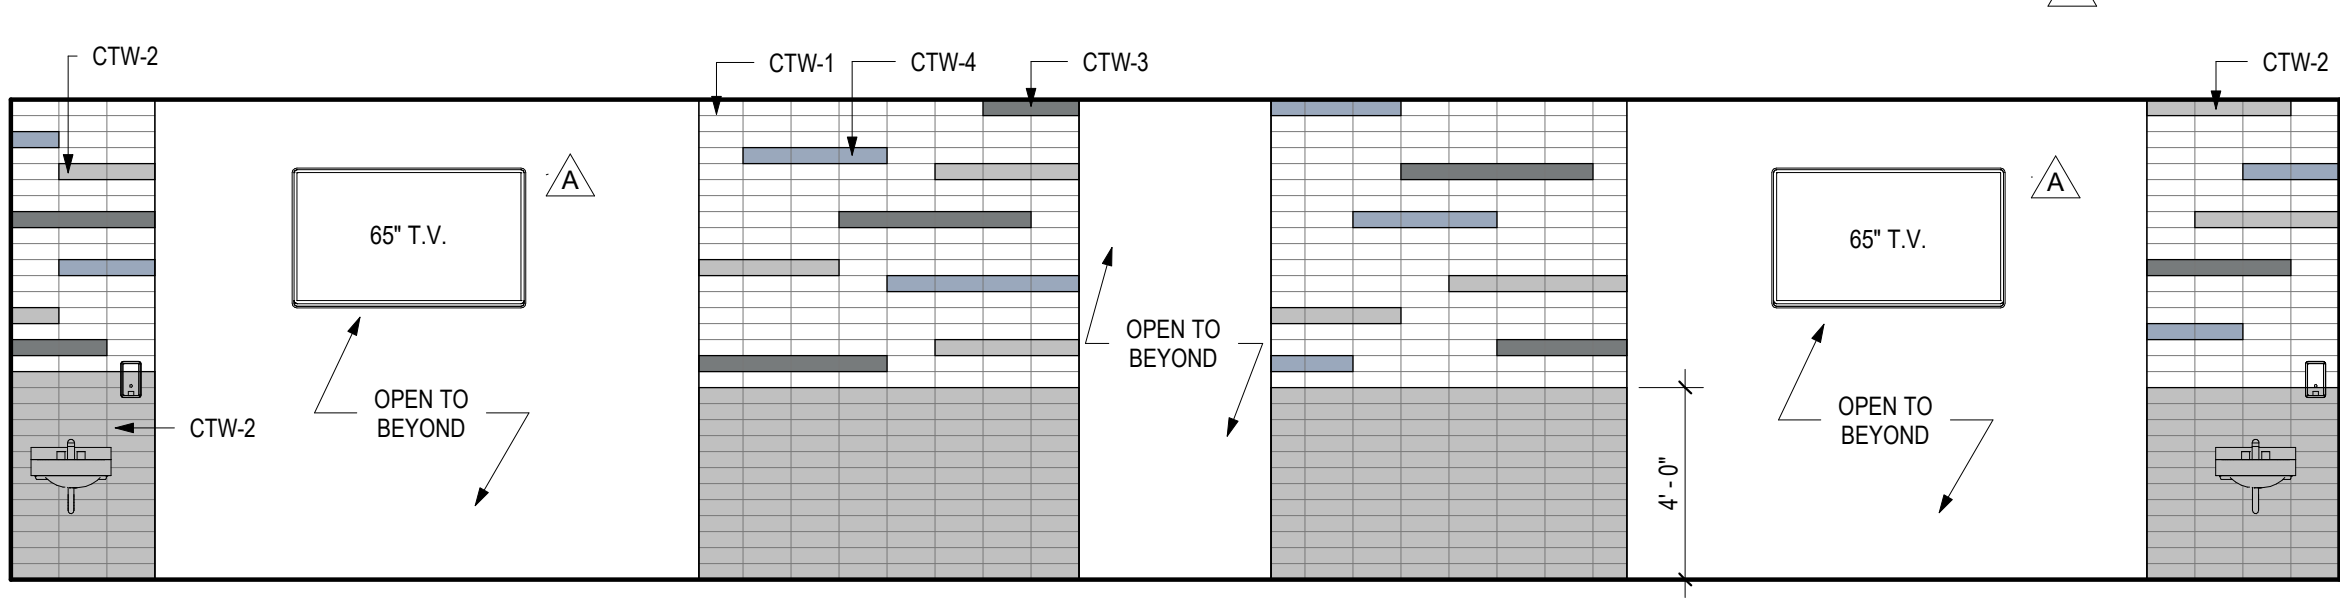 CTW-2
CTW-1
CTW-4
CTW-3
CTW-2
A
A
65" T.V.
65" T.V.
OPEN TO
BEYOND
OPEN TO
BEYOND
OPEN TO
BEYOND
CTW-2
4' - 0"